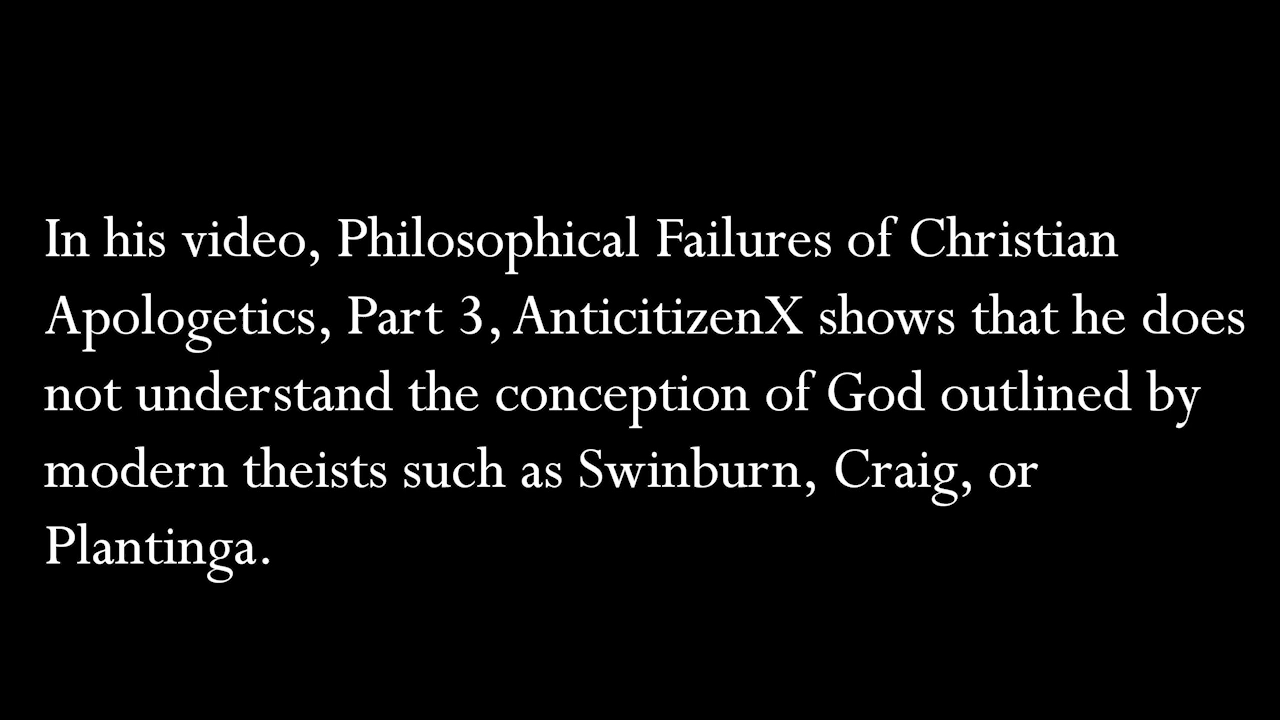 In his video, Philosophical Failures of Christian
Apologetics, Part 3, AnticitizenX shows that he does
not understand the conception of God outlined by
modern theists such as Swinburn, Craig, or
Plantinga.